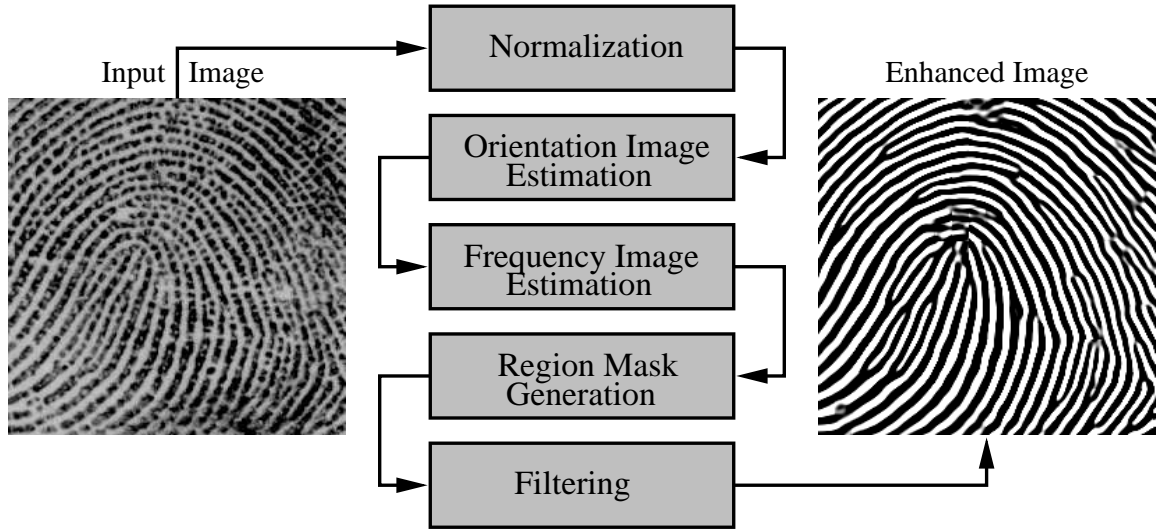 Normalization
Input Image
Enhanced Image
Orientation Image
Estimation
Frequency Image
Estimation
Region Mask
Generation
Filtering